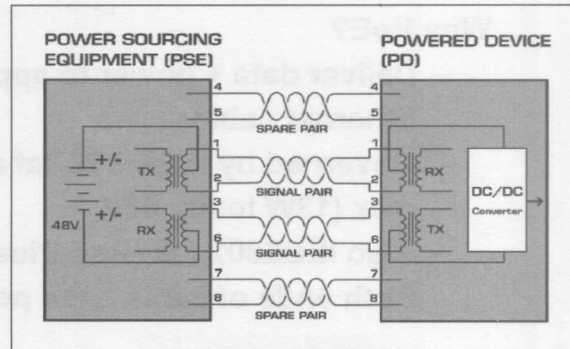 POWER SOURCING
EQUIPMENT (PSE)
POWERED DEVICE
(PD)
4 4
5 5
SPARE PAIR
1 1
+/-
TX RX
2 2
SIGNAL PAIR
DC/DC
Converter
3 3
+/-
48V
RX TX
6 6
SIGNAL PAIR
7 7
8 8
SPARE PAIR